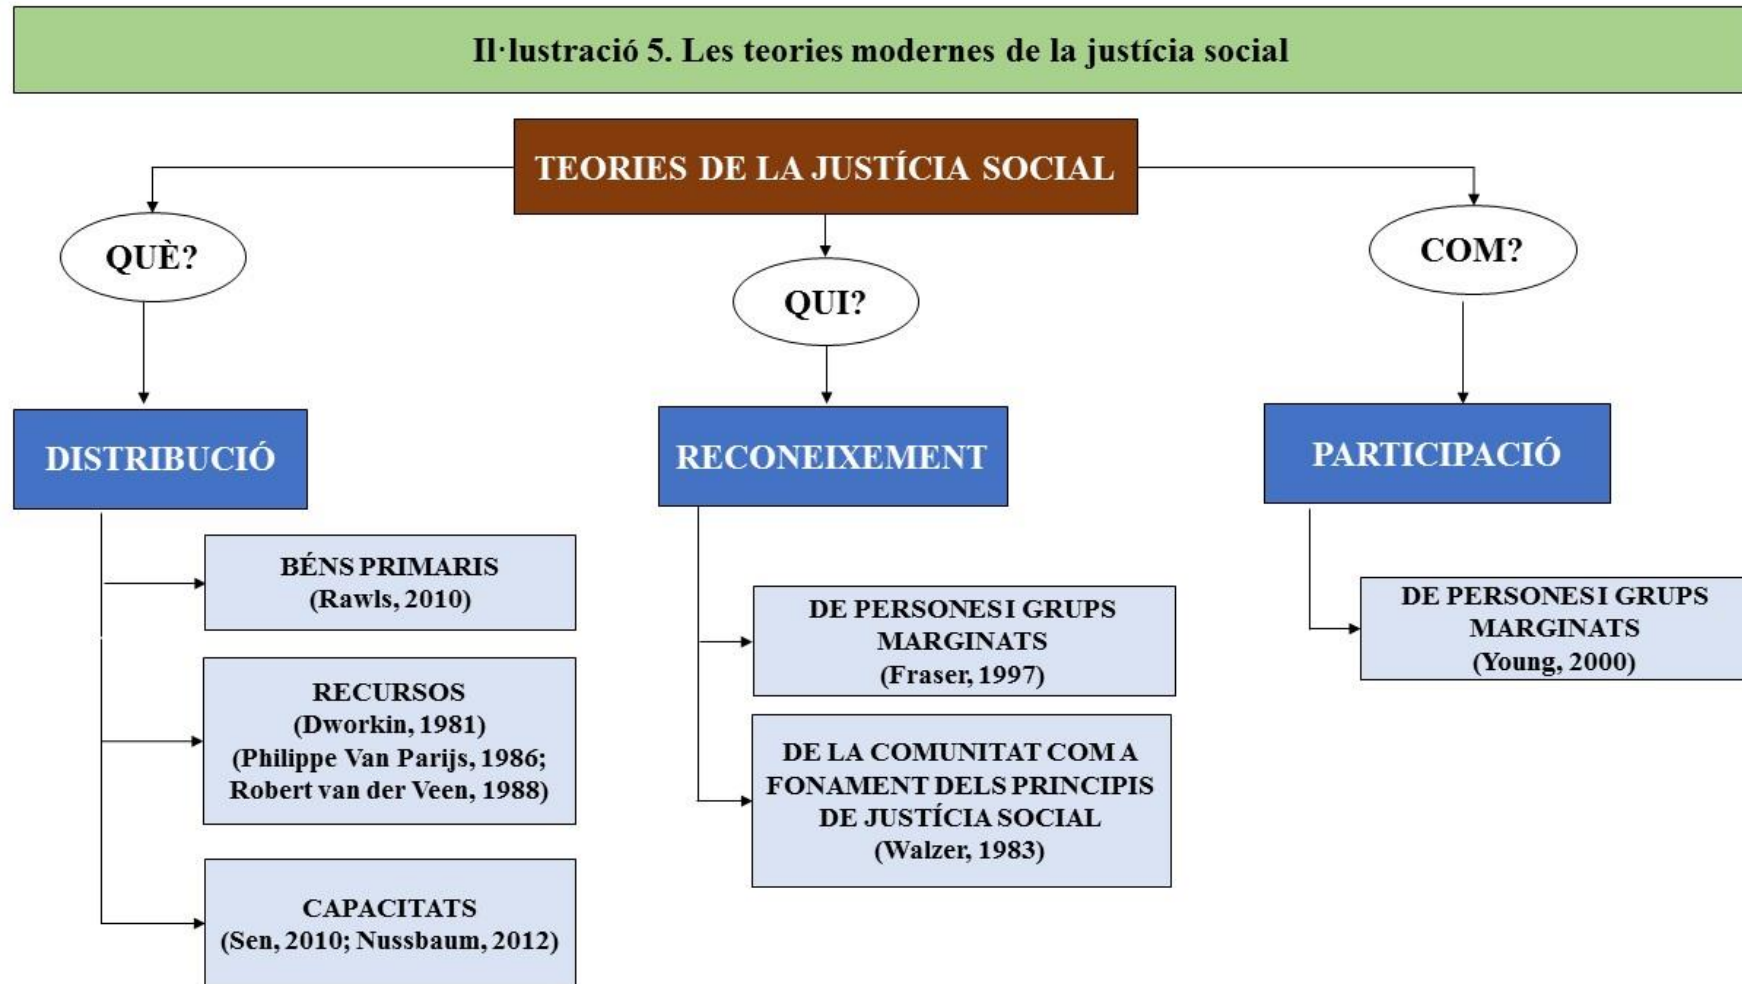 Il·lustració 5. Les teories modernes de la justícia social
TEORIES DE LA JUSTÍCIA SOCIAL
QUÈ?
QUI?
COM?
DISTRIBUCIÓ
RECONEIXEMENT
PARTICIPACIÓ
BÉNS PRIMARIS
(Rawls, 2010)
RECURSOS
(Dworkin, 1981)
(Philippe Van Parijs, 1986;
Robert van der Veen, 1988)
CAPACITATS
(Sen, 2010; Nussbaum, 2012)
DE PERSONES I GRUPS
MARGINATS
(Fraser, 1997)
DE LA COMUNITAT COM A
FONAMENT DELS PRINCIPIS
DE JUSTÍCIA SOCIAL
(Walzer, 1983)
DE PERSONES I GRUPS
MARGINATS
(Young, 2000)